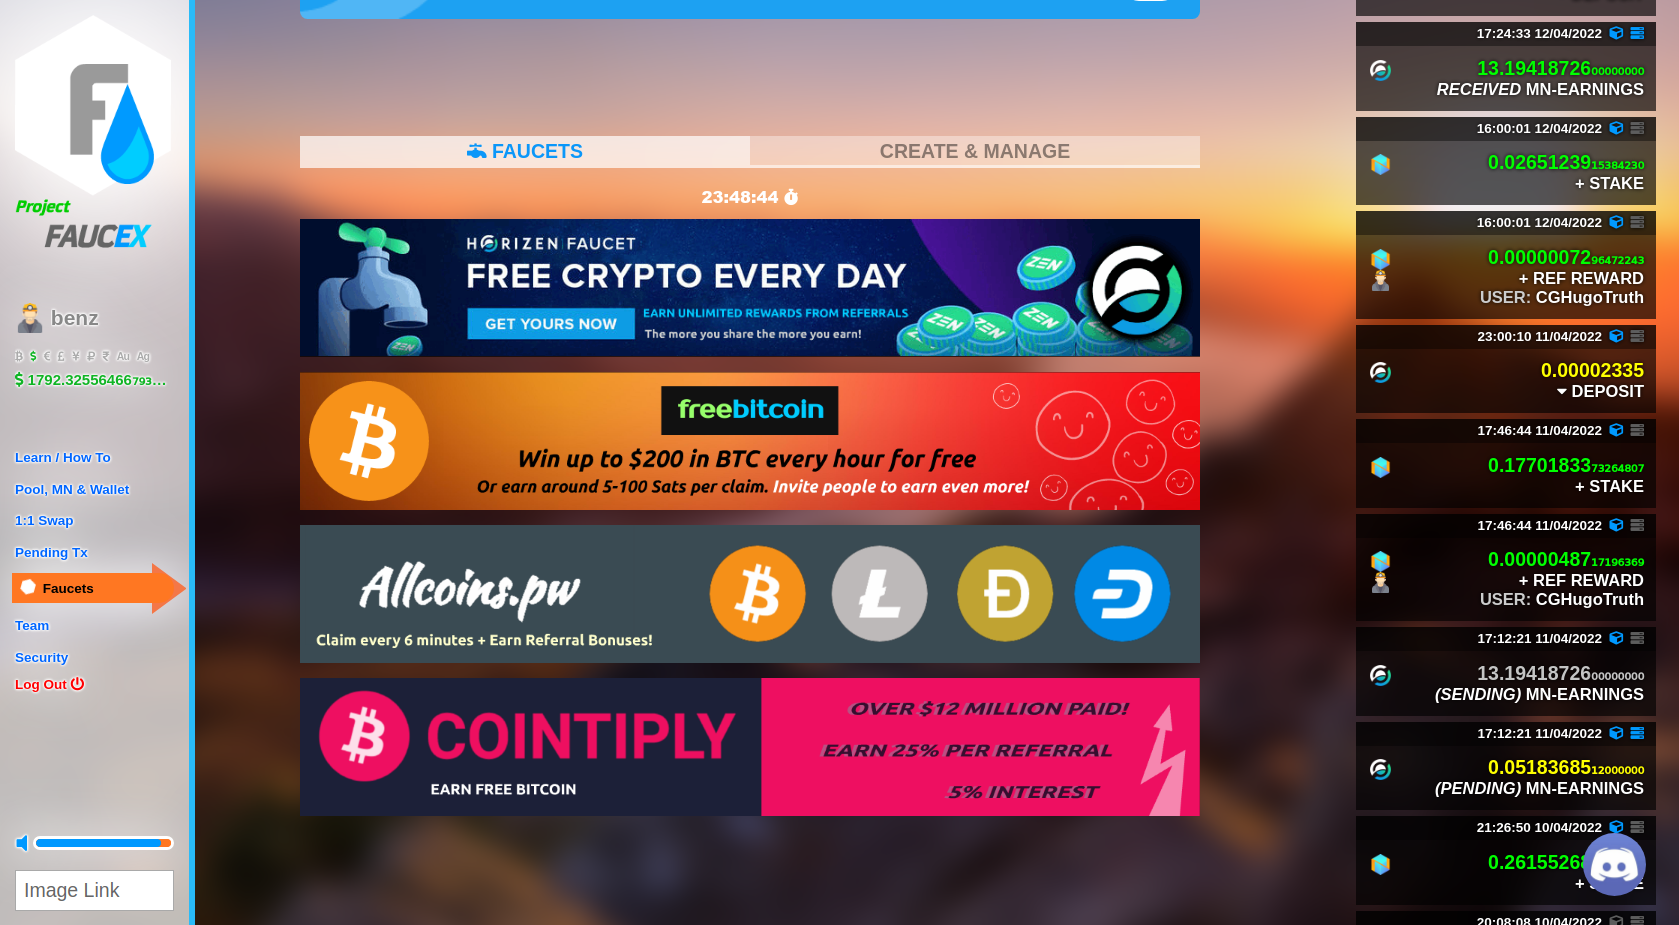 Project
FAUCEX
benz
₿ $ € £ ¥ ₽ ₹ Au Ag
$ 1792.32556466793...
Learn / How To
Pool, MN & Wallet
1:1 Swap
Pending Tx
Faucets
Team
Security
Log Out
Image Link
FAUCETS
CREATE & MANAGE
23:48:44
HORIZEN FAUCET
FREE CRYPTO EVERY DAY
GET YOURS NOW
EARN UNLIMITED REWARDS FROM REFERRALS
The more you share the more you earn!
ZEN
ZEN
ZEN
ZEN
ZEN
ZEN
freebitcoin
Win up to $200 in BTC every hour for free
Or earn around 5-100 Sats per claim. Invite people to earn even more!
Allcoins.pw
Claim every 6 minutes + Earn Referral Bonuses!
COINTIPLY
EARN FREE BITCOIN
OVER $12 MILLION PAID!
EARN 25% PER REFERRAL
5% INTEREST
17:24:33 12/04/2022
13.1941872600000000
RECEIVED MN-EARNINGS
16:00:01 12/04/2022
0.0265123915384230
+ STAKE
16:00:01 12/04/2022
0.0000007296472243
+ REF REWARD
USER: CGHugoTruth
23:00:10 11/04/2022
0.00002335
DEPOSIT
17:46:44 11/04/2022
0.1770183373264807
+ STAKE
17:46:44 11/04/2022
0.0000048717196369
+ REF REWARD
USER: CGHugoTruth
17:12:21 11/04/2022
13.1941872600000000
(SENDING) MN-EARNINGS
17:12:21 11/04/2022
0.0518368512000000
(PENDING) MN-EARNINGS
21:26:50 10/04/2022
0.26155268
+
20:08:08 10/04/2022